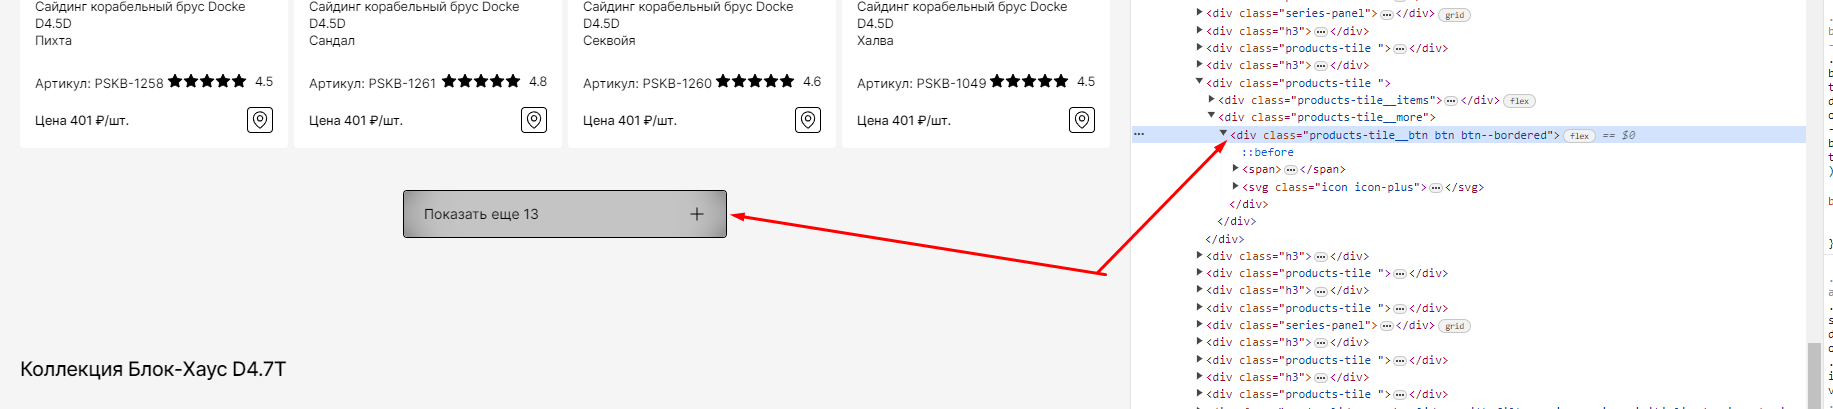 Сайдинг корабельный брус Docke
D4.5D
Пихта
Артикул: PSKB-1258 4.5
Цена 401 ₽/шт.
Сайдинг корабельный брус Docke
D4.5D
Сандал
Артикул: PSKB-1261 4.8
Цена 401 ₽/шт.
Сайдинг корабельный брус Docke
D4.5D
Секвойя
Артикул: PSKB-1260 4.6
Цена 401 ₽/шт.
Сайдинг корабельный брус Docke
D4.5D
Халва
Артикул: PSKB-1049 4.5
Цена 401 ₽/шт.
Показать еще 13
Коллекция Блок-Хаус D4.7T
<div class="series-panel">…</div> grid
<div class="h3">…</div>
<div class="products-tile ">…</div>
<div class="h3">…</div>
<div class="products-tile ">
<div class="products-tile__items">…</div> flex
<div class="products-tile__more">
<div class="products-tile__btn btn btn--bordered"> flex == $0
::before
<span>…</span>
<svg class="icon icon-plus">…</svg>
</div>
</div>
</div>
<div class="h3">…</div>
<div class="products-tile ">…</div>
<div class="h3">…</div>
<div class="products-tile ">…</div>
<div class="series-panel">…</div> grid
<div class="h3">…</div>
<div class="products-tile ">…</div>
<div class="h3">…</div>
<div class="products-tile ">…</div>